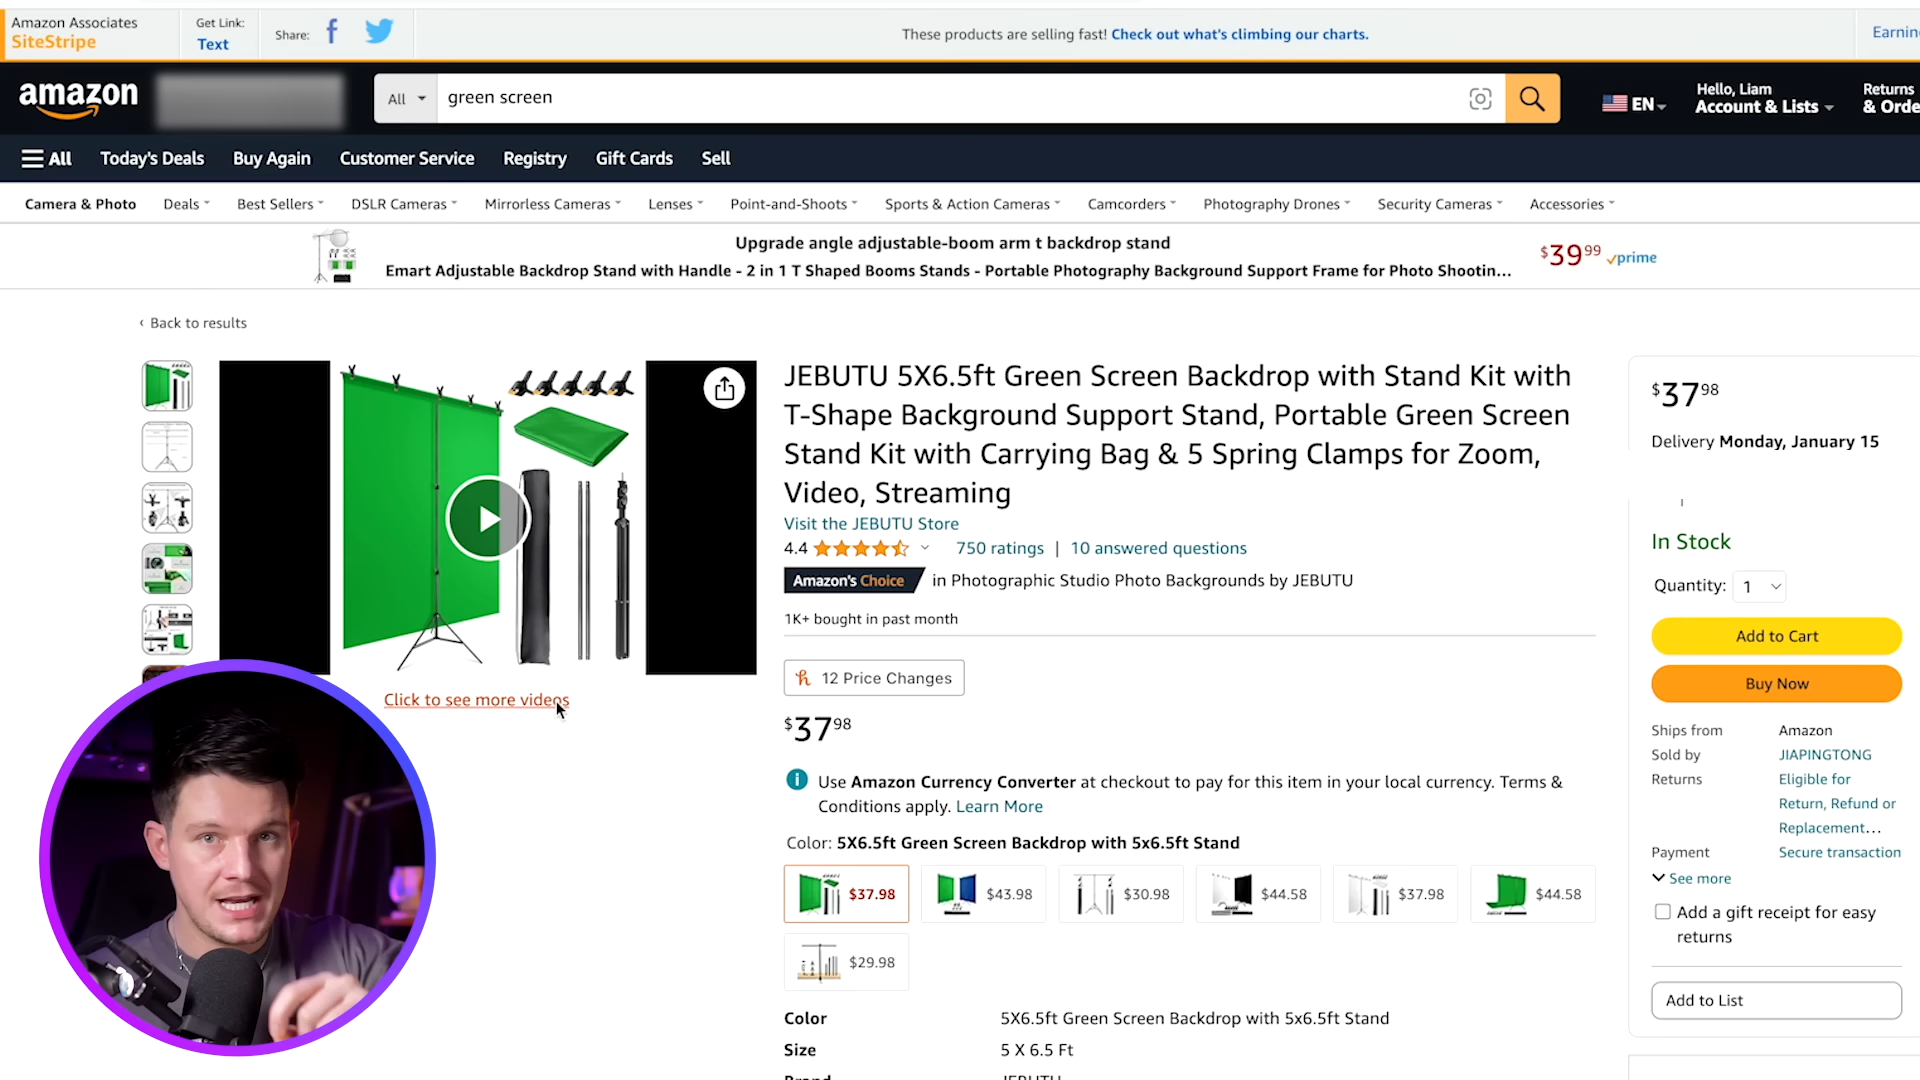 Amazon Associates
SiteStripe
Get Link:
Text
Share:
These products are selling fast! Check out what's climbing our charts.
Earnin
amazon
All
green screen
EN
Hello, Liam
Account & Lists
Returns
& Orde
All
Today's Deals
Buy Again
Customer Service
Registry
Gift Cards
Sell
Camera & Photo
Deals
Best Sellers
DSLR Cameras
Mirrorless Cameras
Lenses
Point-and-Shoots
Sports & Action Cameras
Camcorders
Photography Drones
Security Cameras
Accessories
Upgrade angle adjustable-boom arm t backdrop stand
Emart Adjustable Backdrop Stand with Handle - 2 in 1 T Shaped Booms Stands - Portable Photography Background Support Frame for Photo Shootin...
$39 99 prime
‹ Back to results
JEBUTU 5X6.5ft Green Screen Backdrop with Stand Kit with
T-Shape Background Support Stand, Portable Green Screen
Stand Kit with Carrying Bag & 5 Spring Clamps for Zoom,
Video, Streaming
Visit the JEBUTU Store
4.4
750 ratings | 10 answered questions
Amazon's Choice in Photographic Studio Photo Backgrounds by JEBUTU
1K+ bought in past month
12 Price Changes
$37 98
Use Amazon Currency Converter at checkout to pay for this item in your local currency. Terms &
Conditions apply. Learn More
Color: 5X6.5ft Green Screen Backdrop with 5x6.5ft Stand
$37.98
$43.98
$30.98
$44.58
$37.98
$44.58
$29.98
Color 5X6.5ft Green Screen Backdrop with 5x6.5ft Stand
Size 5 X 6.5 Ft
Brand JEBUTU
Click to see more videos
$37 98
Delivery Monday, January 15
In Stock
Quantity: 1
Add to Cart
Buy Now
Ships from Amazon
Sold by JIAPINGTONG
Returns Eligible for
Return, Refund or
Replacement...
Payment Secure transaction
See more
Add a gift receipt for easy
returns
Add to List